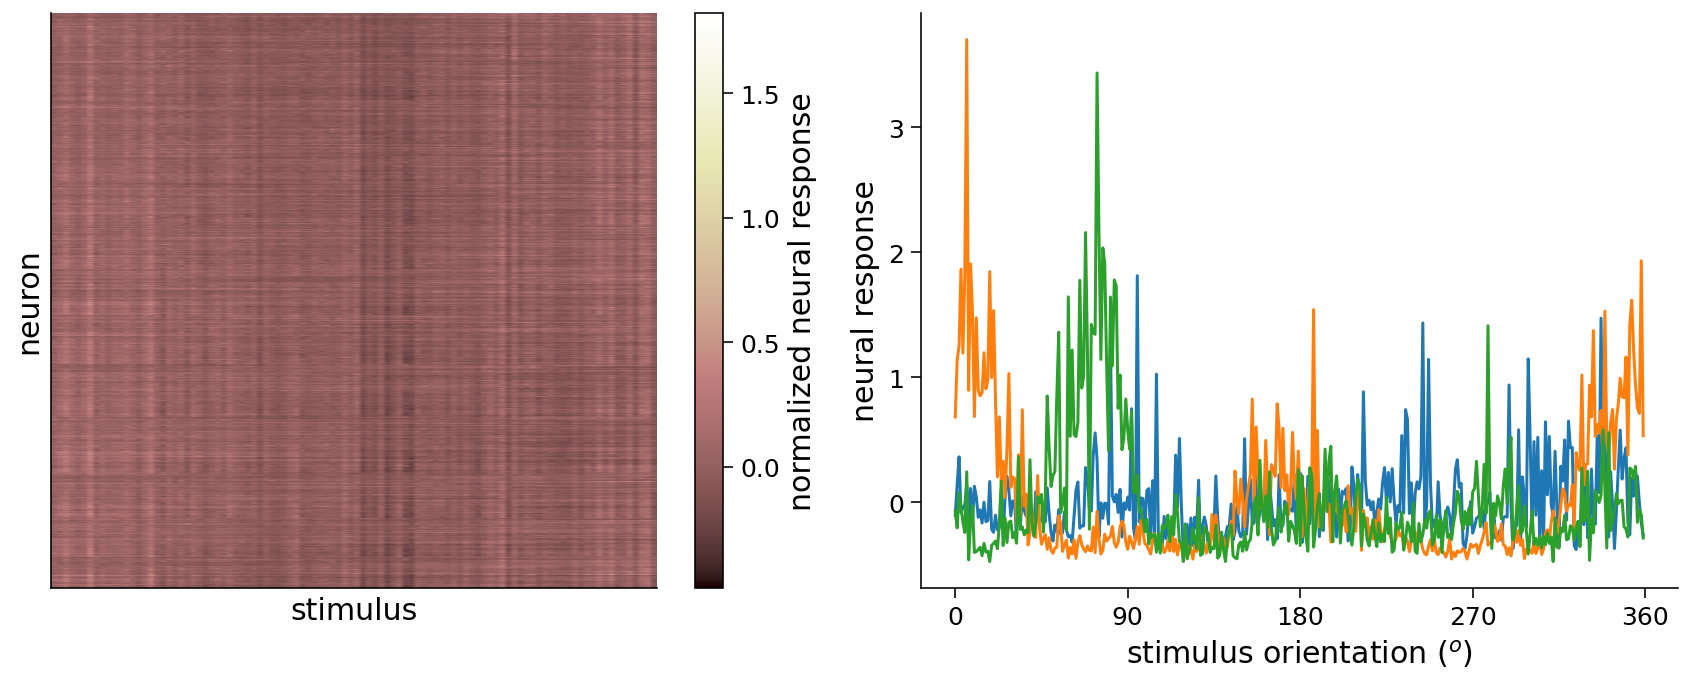 neuron
stimulus
1.5
1.0
0.5
0.0
normalized neural response
neural response
3
2
1
0
0 90 180 270 360
stimulus orientation (°)